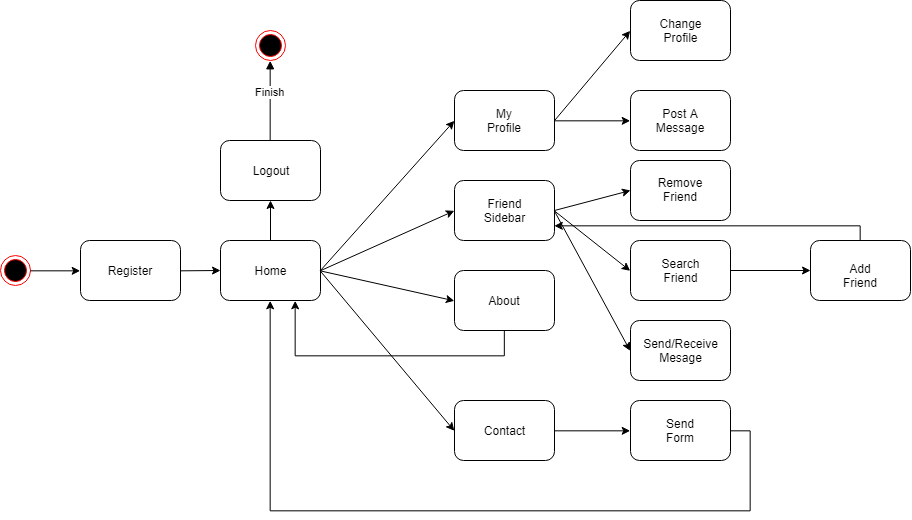 Change
Profile
Finish
My
Profile
Post A
Message
Logout
Remove
Friend
Friend
Sidebar
Register
Home
Search
Friend
Add
Friend
About
Send/Receive
Mesage
Contact
Send
Form